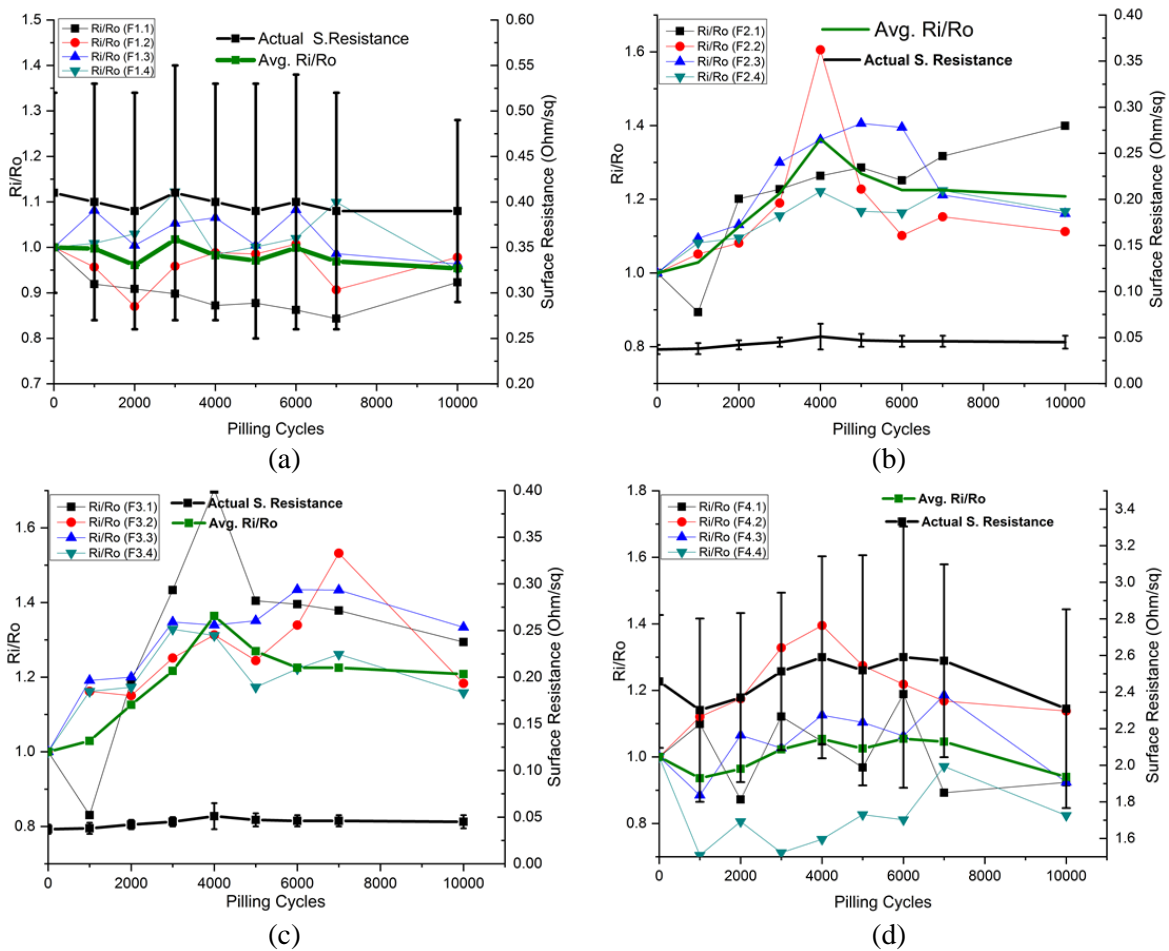 1.5
1.4
1.3
1.2
1.1
1.0
0.9
0.8
0.7
Ri/Ro
Ri/Ro (F1.1)
Ri/Ro (F1.2)
Ri/Ro (F1.3)
Ri/Ro (F1.4)
Actual S.Resistance
Avg. Ri/Ro
0.60
0.55
0.50
0.45
0.40
0.35
0.30
0.25
0.20
Surface Resistance (Ohm/sq)
0 2000 4000 6000 8000 10000
Pilling Cycles
(a)
1.6
1.4
1.2
1.0
0.8
Ri/Ro
Ri/Ro (F2.1)
Ri/Ro (F2.2)
Ri/Ro (F2.3)
Ri/Ro (F2.4)
Avg. Ri/Ro
Actual S. Resistance
0.40
0.35
0.30
0.25
0.20
0.15
0.10
0.05
0.00
Surface Resistance (Ohm/sq)
0 2000 4000 6000 8000 10000
Pilling Cycles
(b)
1.6
1.4
1.2
1.0
0.8
Ri/Ro
Ri/Ro (F3.1)
Ri/Ro (F3.2)
Ri/Ro (F3.3)
Ri/Ro (F3.4)
Actual S. Resistance
Avg. Ri/Ro
0.40
0.35
0.30
0.25
0.20
0.15
0.10
0.05
0.00
Surface Resistance (Ohm/sq)
0 2000 4000 6000 8000 10000
Pilling Cycles
(c)
1.8
1.6
1.4
1.2
1.0
0.8
Ri/Ro
Ri/Ro (F4.1)
Ri/Ro (F4.2)
Ri/Ro (F4.3)
Ri/Ro (F4.4)
Avg. Ri/Ro
Actual S. Resistance
3.4
3.2
3.0
2.8
2.6
2.4
2.2
2.0
1.8
1.6
Surface Resistance (Ohm/sq)
0 2000 4000 6000 8000 10000
Pilling Cycles
(d)